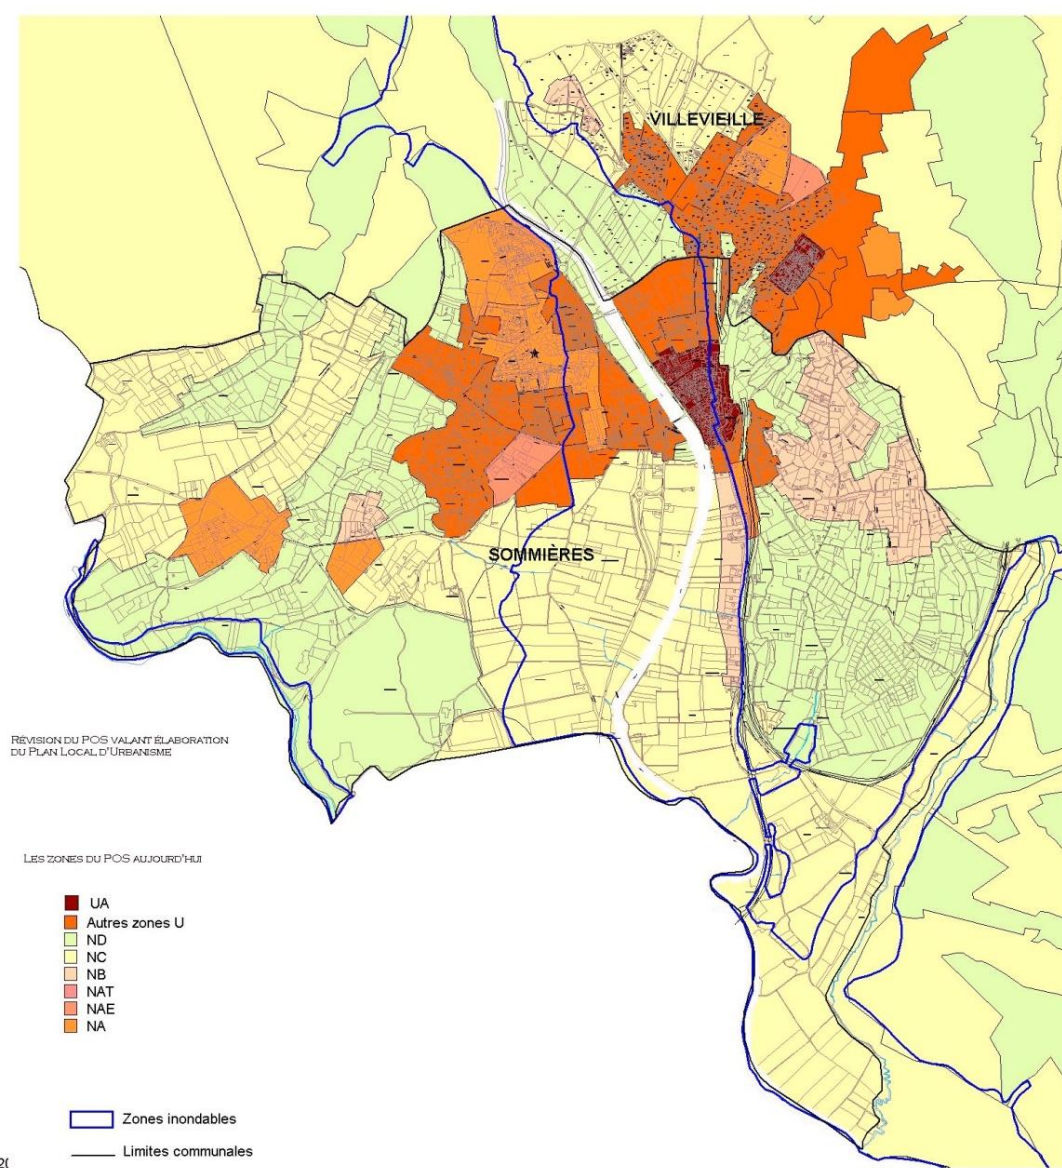 VILLEVIEILLE
SOMMIÈRES
RÉVISION DU POS VALANT ÉLABORATION
DU PLAN LOCAL D'URBANISME
LES ZONES DU POS AUJOURD'HUI
UA
Autres zones U
ND
NC
NB
NAT
NAE
NA
Zones inondables
Limites communales